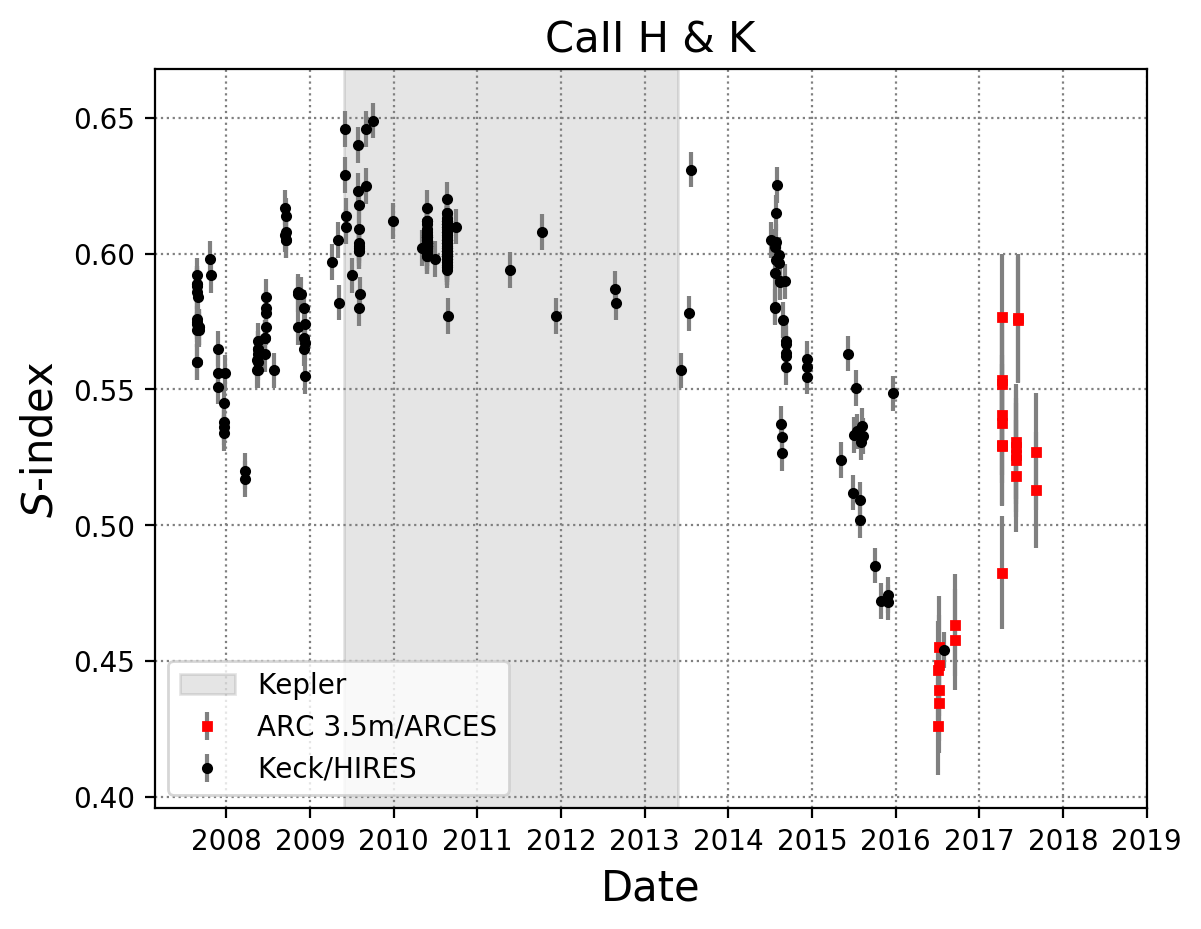 CaII H & K
S-index
0.65
0.60
0.55
0.50
0.45
0.40
Kepler
ARC 3.5m/ARCES
Keck/HIRES
2008 2009 2010 2011 2012 2013 2014 2015 2016 2017 2018 2019
Date